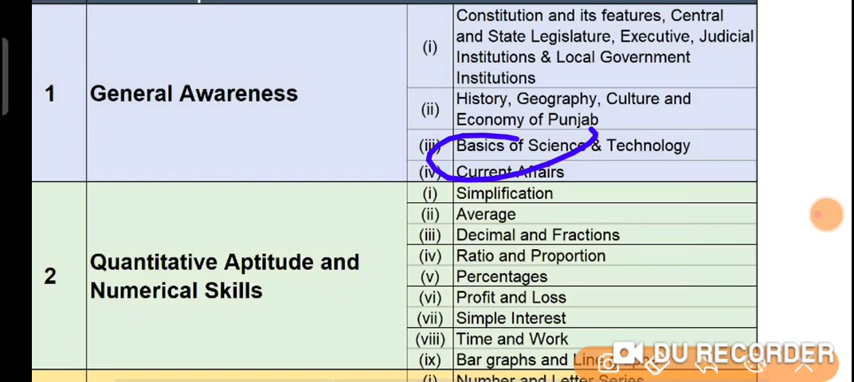 Constitution and its features, Central
and State Legislature, Executive, Judicial
(i) Institutions & Local Government
Institutions
1 General Awareness
(ii) History, Geography, Culture and
Economy of Punjab
(iii) Basics of Science & Technology
(iv) Current Affairs
(i) Simplification
(ii) Average
(iii) Decimal and Fractions
(iv) Ratio and Proportion
2 Quantitative Aptitude and
Numerical Skills
(v) Percentages
(vi) Profit and Loss
(vii) Simple Interest
(viii) Time and Work
(ix) Bar graphs and Line
DU RECORDER
(i) Number and Letter Series